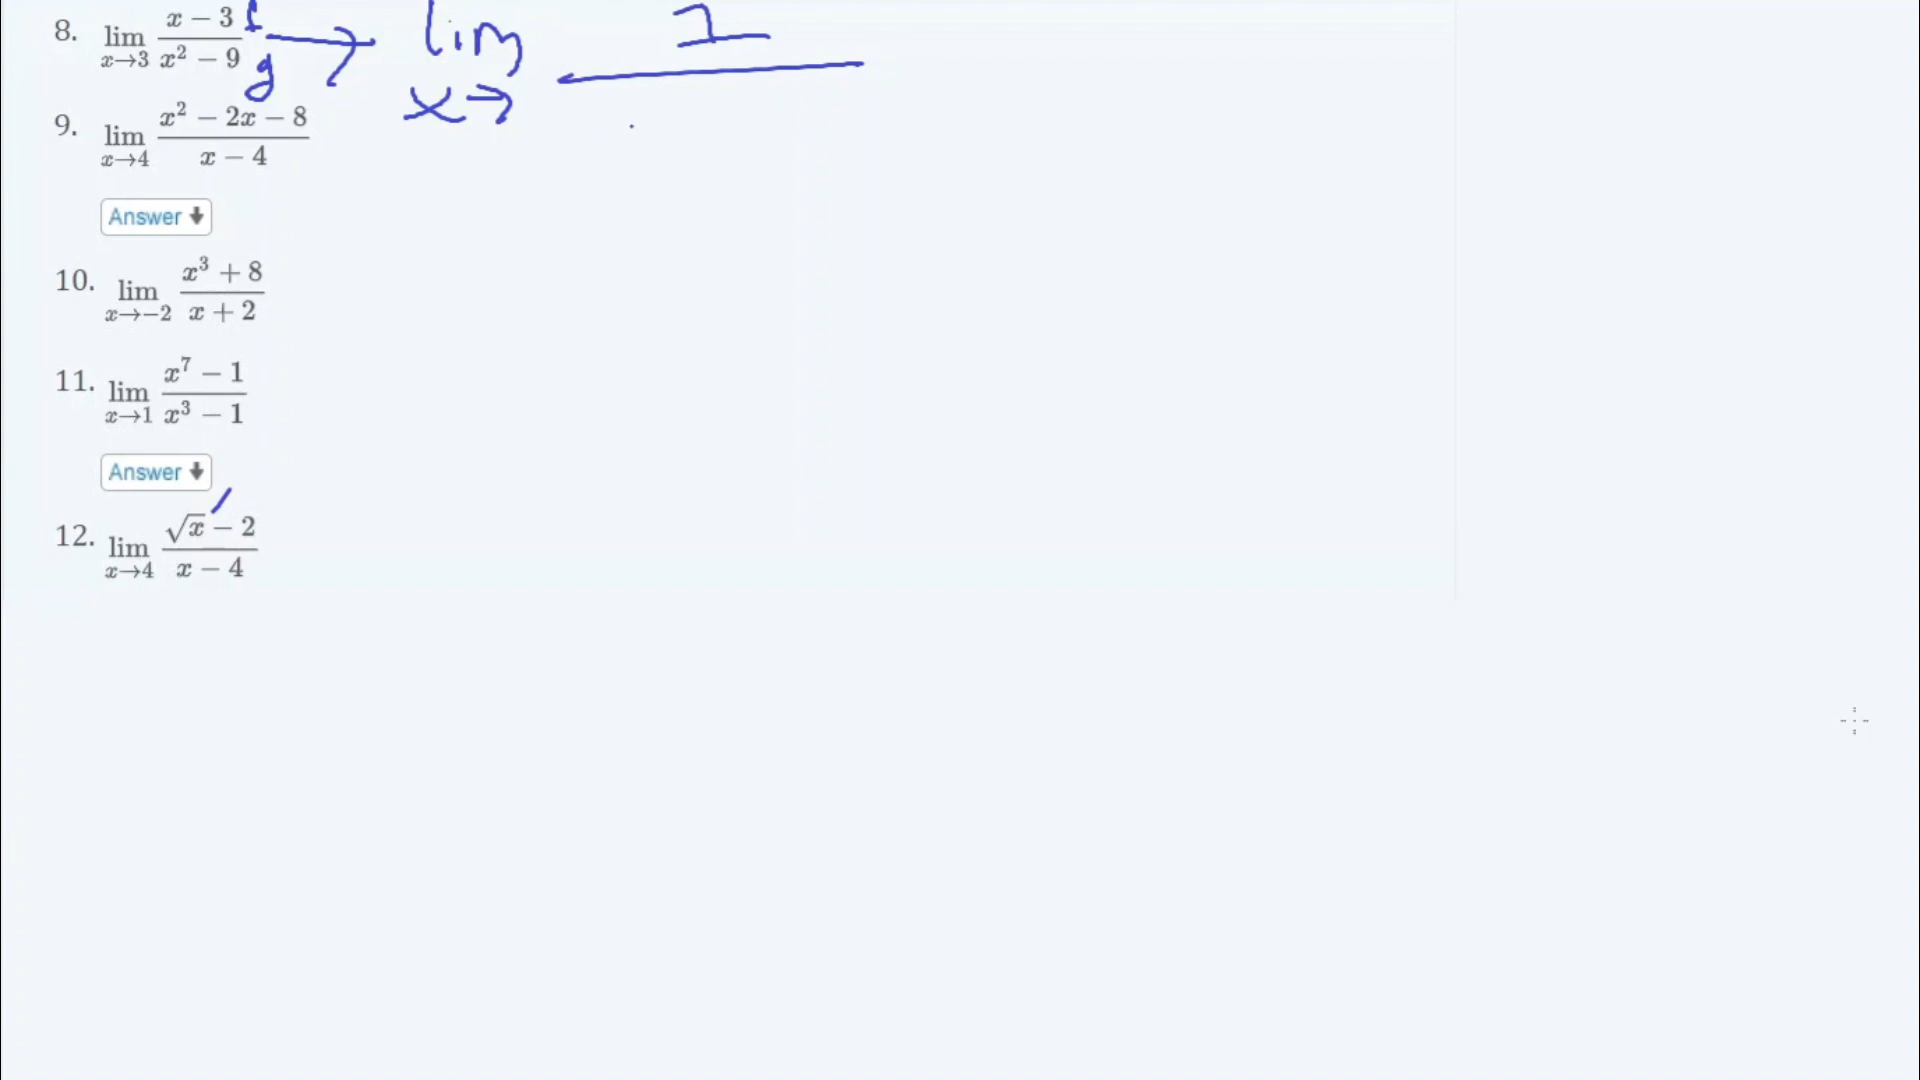 8. lim x→3 (x − 3)/(x² − 9) f g → lim x→ 1
9. lim x→4 (x² − 2x − 8)/(x − 4)
Answer
10. lim x→−2 (x³ + 8)/(x + 2)
11. lim x→1 (x⁷ − 1)/(x³ − 1)
Answer
12. lim x→4 (√x − 2)/(x − 4)